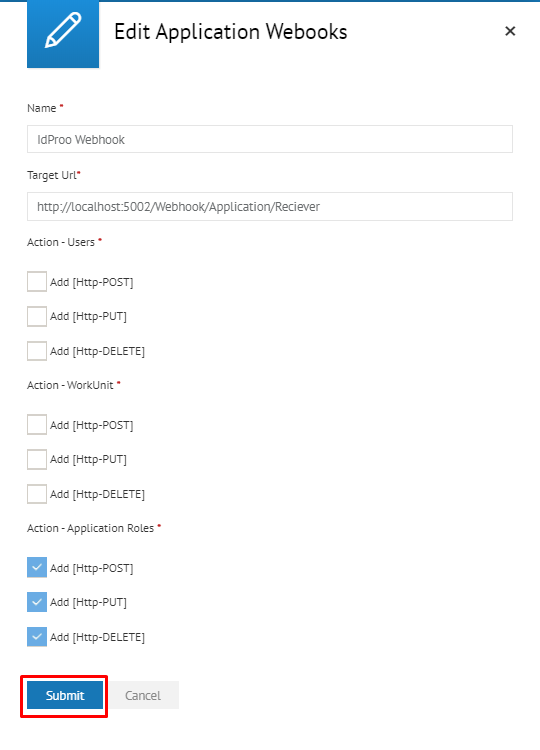 Edit Application Webooks
Name *
IdProo Webhook
Target Url*
http://localhost:5002/Webhook/Application/Reciever
Action - Users *
Add [Http-POST]
Add [Http-PUT]
Add [Http-DELETE]
Action - WorkUnit *
Add [Http-POST]
Add [Http-PUT]
Add [Http-DELETE]
Action - Application Roles *
Add [Http-POST]
Add [Http-PUT]
Add [Http-DELETE]
Submit Cancel